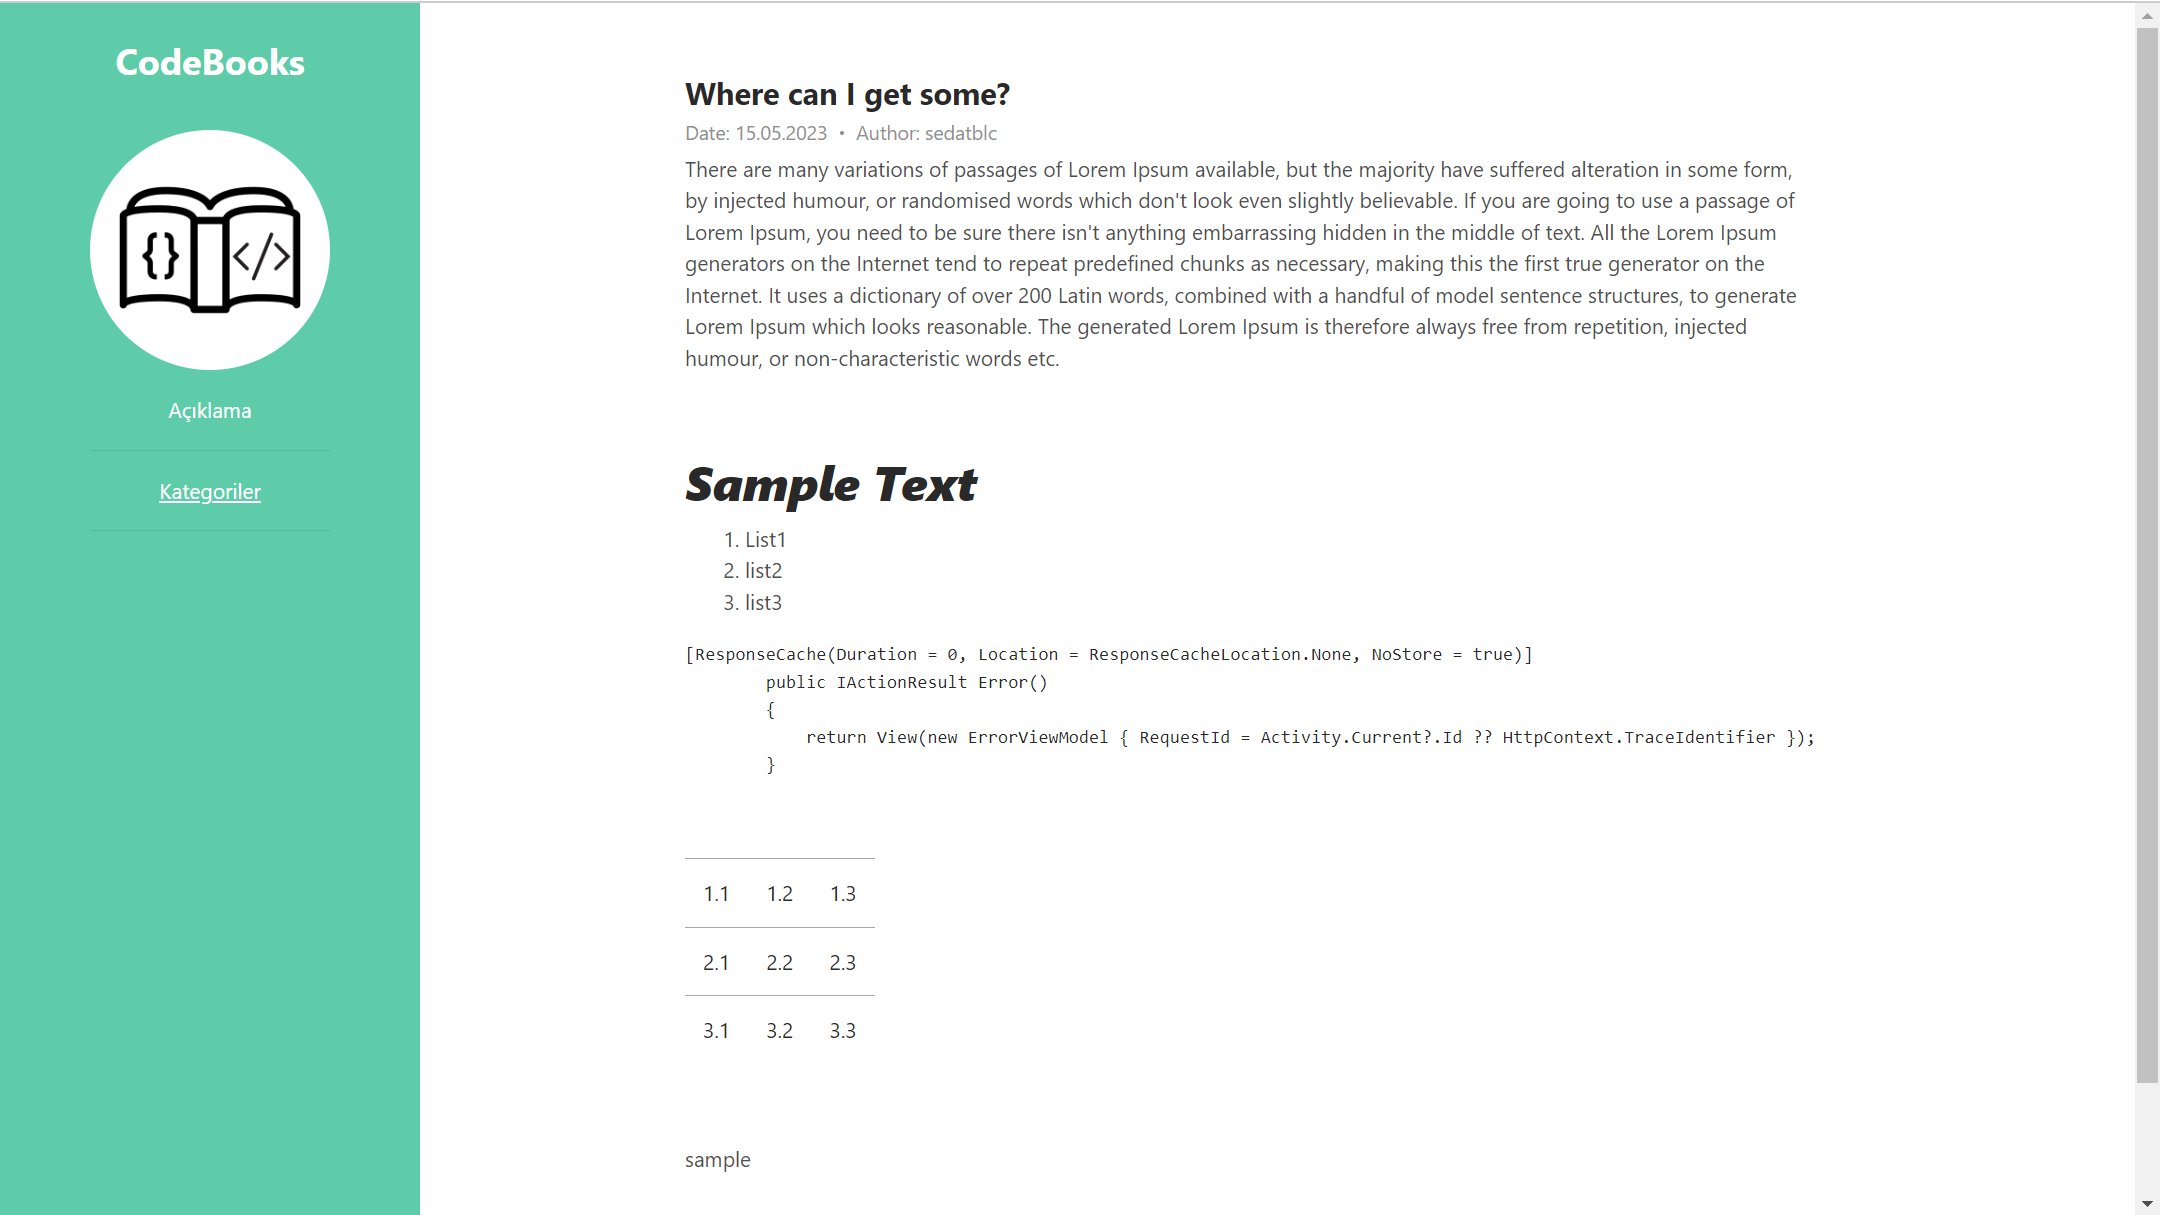 CodeBooks
{} </>
Açıklama
Kategoriler
Where can I get some?
Date: 15.05.2023 • Author: sedatblc
There are many variations of passages of Lorem Ipsum available, but the majority have suffered alteration in some form,
by injected humour, or randomised words which don't look even slightly believable. If you are going to use a passage of
Lorem Ipsum, you need to be sure there isn't anything embarrassing hidden in the middle of text. All the Lorem Ipsum
generators on the Internet tend to repeat predefined chunks as necessary, making this the first true generator on the
Internet. It uses a dictionary of over 200 Latin words, combined with a handful of model sentence structures, to generate
Lorem Ipsum which looks reasonable. The generated Lorem Ipsum is therefore always free from repetition, injected
humour, or non-characteristic words etc.
Sample Text
1. List1
2. list2
3. list3
[ResponseCache(Duration = 0, Location = ResponseCacheLocation.None, NoStore = true)]
        public IActionResult Error()
        {
            return View(new ErrorViewModel { RequestId = Activity.Current?.Id ?? HttpContext.TraceIdentifier });
        }
1.1 1.2 1.3
2.1 2.2 2.3
3.1 3.2 3.3
sample